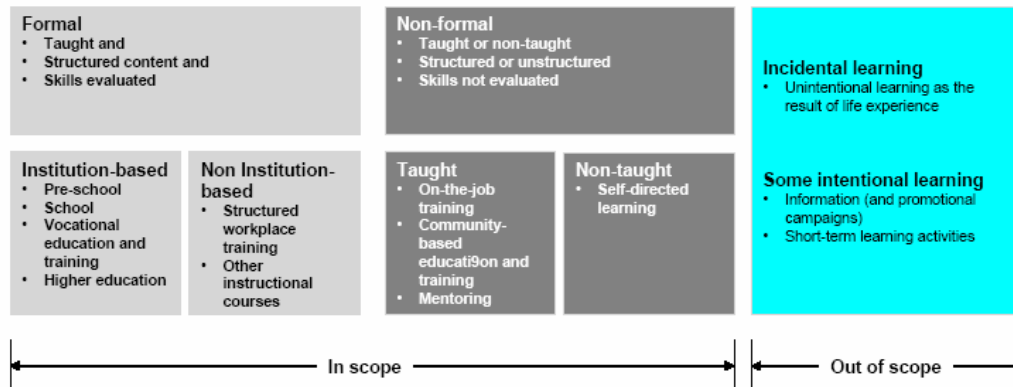 Formal
• Taught and
• Structured content and
• Skills evaluated
Non-formal
• Taught or non-taught
• Structured or unstructured
• Skills not evaluated
Incidental learning
• Unintentional learning as the
result of life experience
Some intentional learning
• Information (and promotional
campaigns)
• Short-term learning activities
Institution-based
• Pre-school
• School
• Vocational
education and
training
• Higher education
Non Institution-
based
• Structured
workplace
training
• Other
instructional
courses
Taught
• On-the-job
training
• Community-
based
educati9on and
training
• Mentoring
Non-taught
• Self-directed
learning
In scope
Out of scope